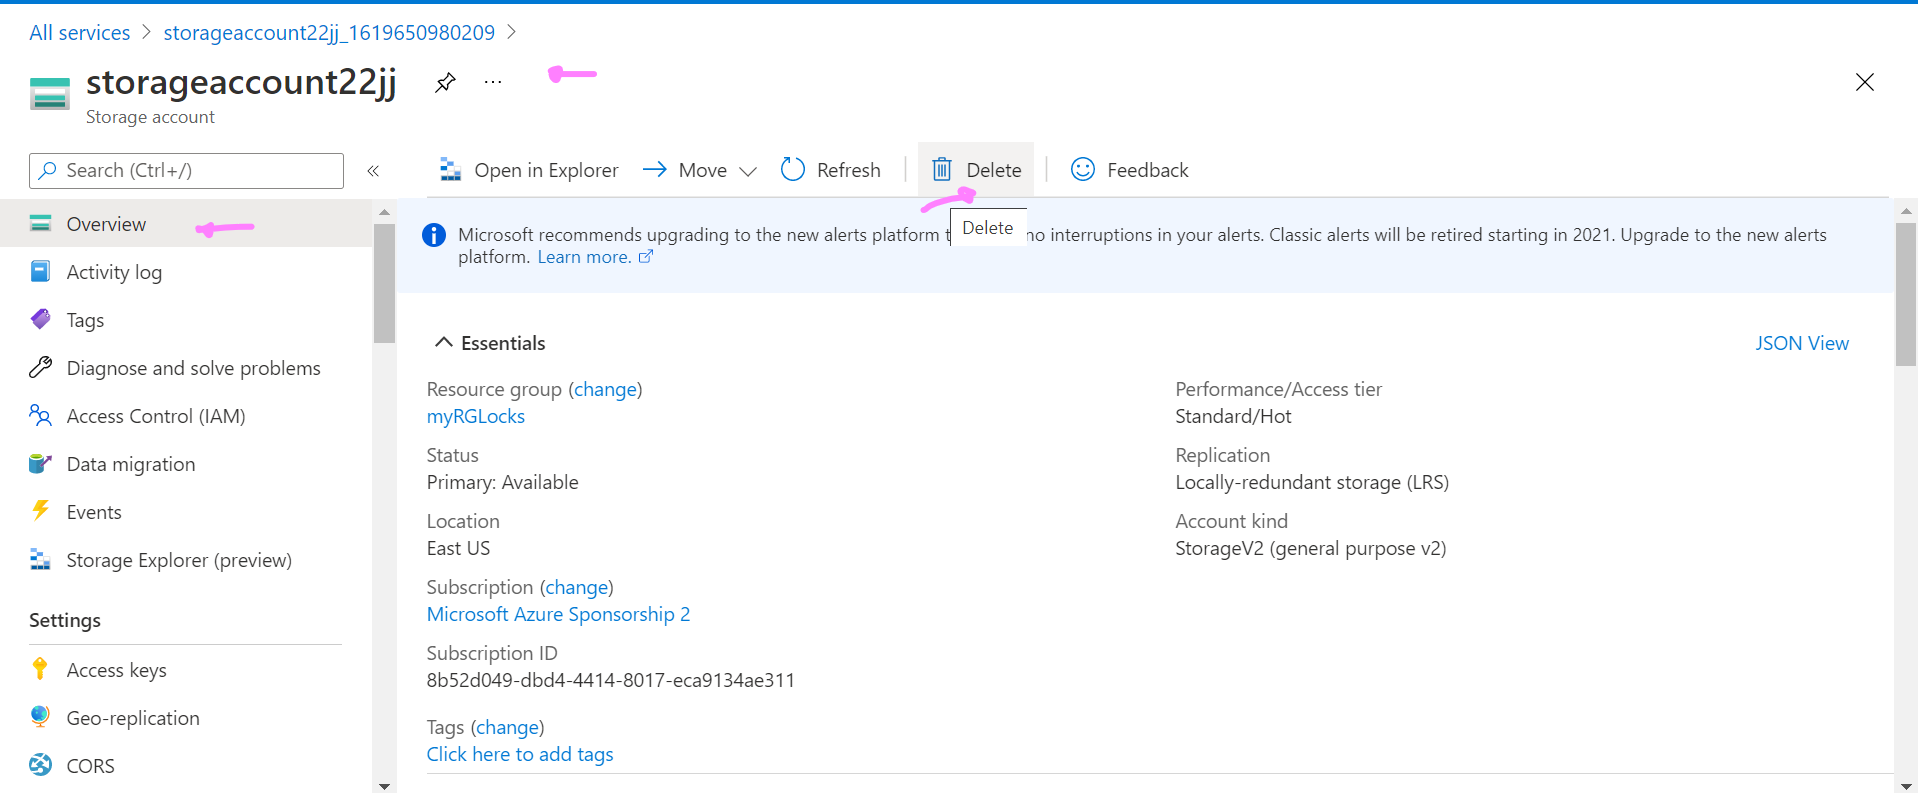 All services > storageaccount22jj_1619650980209 >
storageaccount22jj
Storage account
Search (Ctrl+/)
«
Open in Explorer
Move
Refresh
Delete
Feedback
Overview
Activity log
Tags
Diagnose and solve problems
Access Control (IAM)
Data migration
Events
Storage Explorer (preview)
Settings
Access keys
Geo-replication
CORS
Microsoft recommends upgrading to the new alerts platform no interruptions in your alerts. Classic alerts will be retired starting in 2021. Upgrade to the new alerts
platform. Learn more.
Delete
Essentials
JSON View
Resource group (change)
myRGLocks
Status
Primary: Available
Location
East US
Subscription (change)
Microsoft Azure Sponsorship 2
Subscription ID
8b52d049-dbd4-4414-8017-eca9134ae311
Tags (change)
Click here to add tags
Performance/Access tier
Standard/Hot
Replication
Locally-redundant storage (LRS)
Account kind
StorageV2 (general purpose v2)